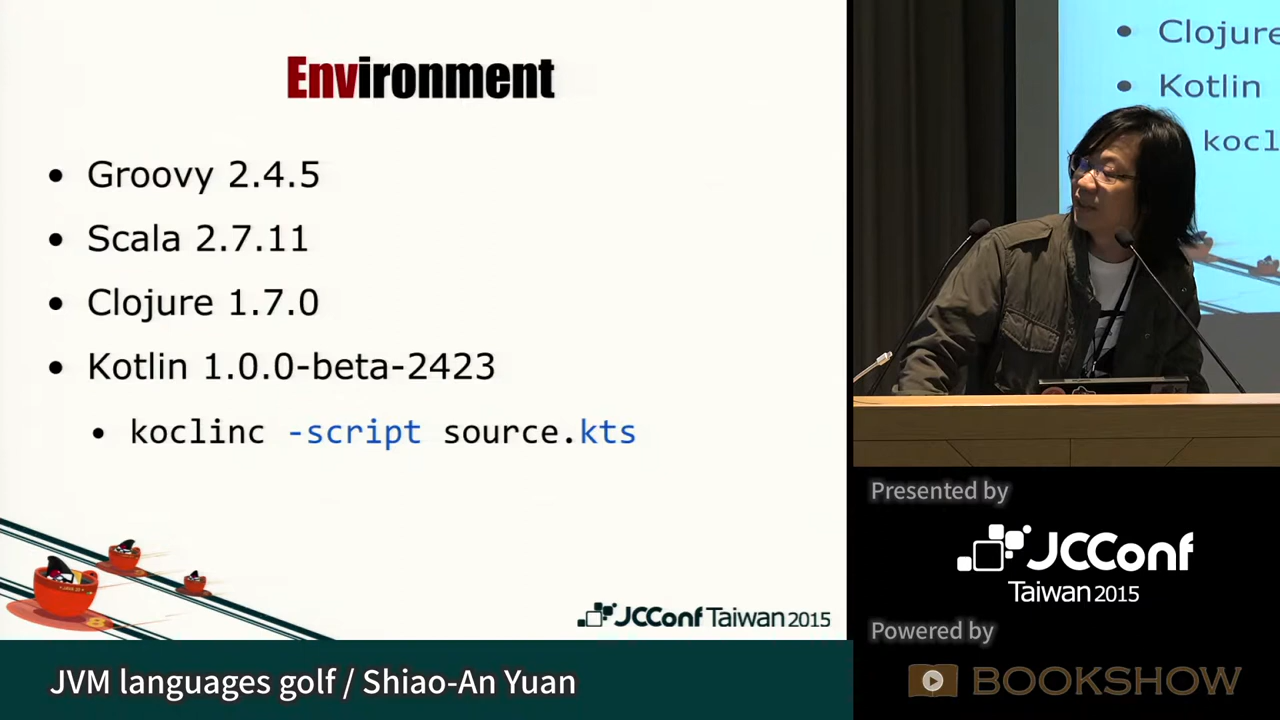 Environment
Groovy 2.4.5
Scala 2.7.11
Clojure 1.7.0
Kotlin 1.0.0-beta-2423
koclinc -script source.kts
JCConf Taiwan 2015
JVM languages golf / Shiao-An Yuan
Clojure
Kotlin
kocl
Presented by
JCConf
Taiwan 2015
Powered by
BOOKSHOW